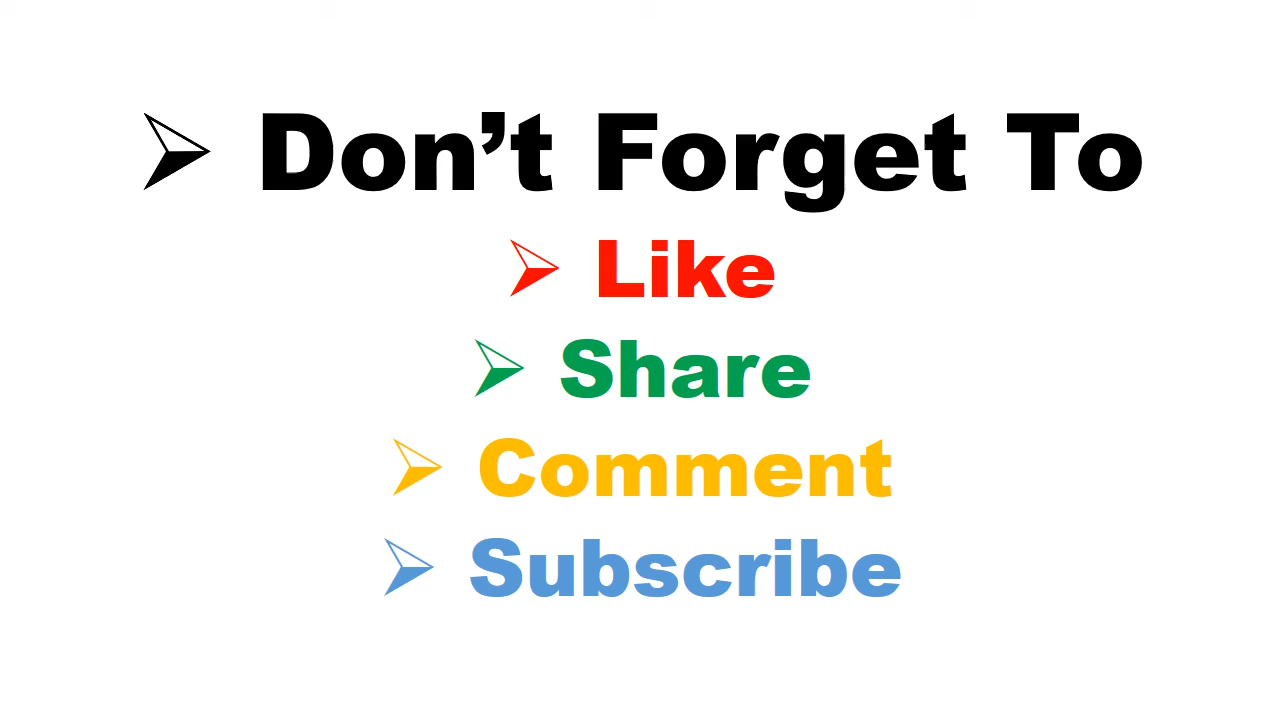 ➢ Don’t Forget To
➢ Like
➢ Share
➢ Comment
➢ Subscribe